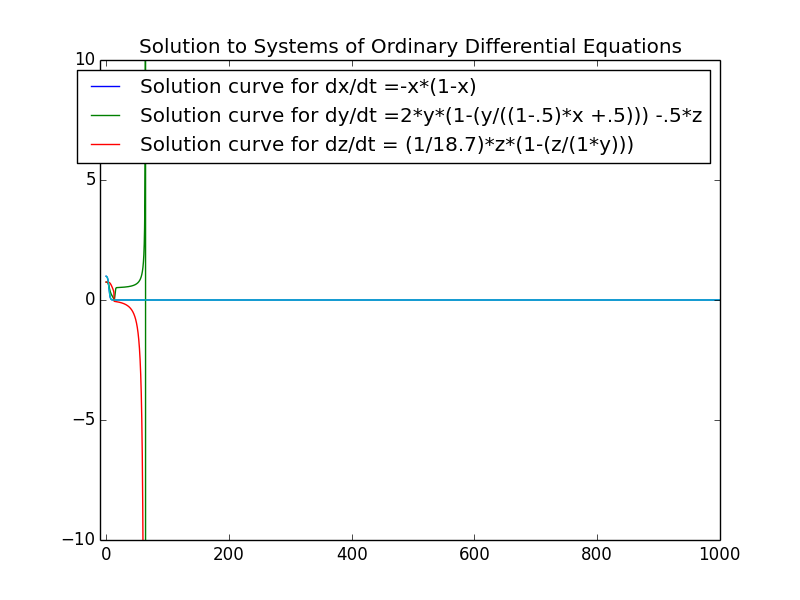 Solution to Systems of Ordinary Differential Equations
10
Solution curve for dx/dt =-x*(1-x)
Solution curve for dy/dt =2*y*(1-(y/((1-.5)*x +.5))) -.5*z
Solution curve for dz/dt = (1/18.7)*z*(1-(z/(1*y)))
5
0
−5
−10
0 200 400 600 800 1000